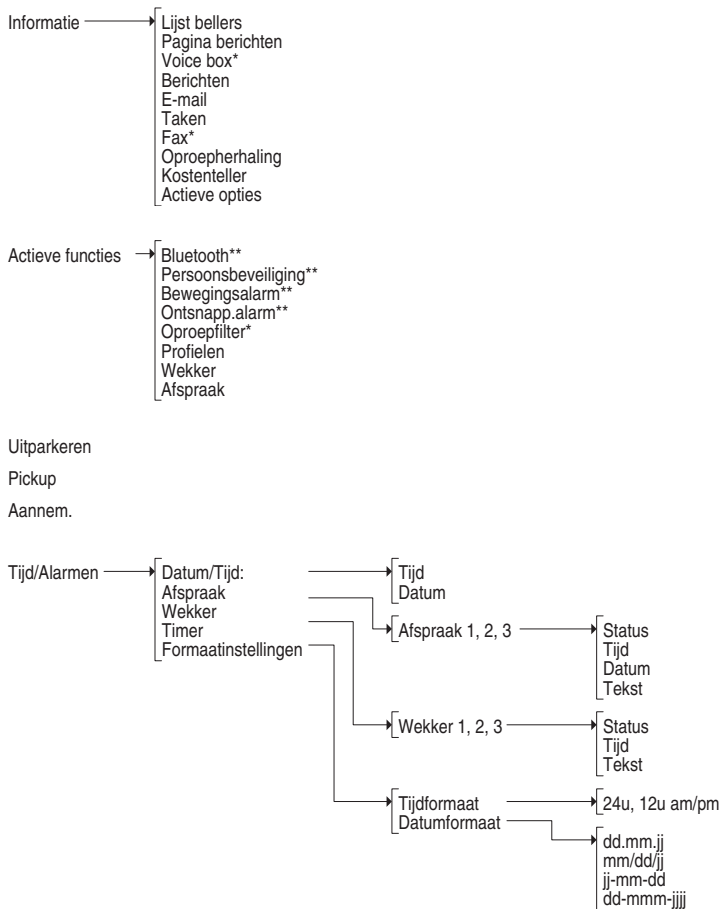 Informatie
Lijst bellers
Pagina berichten
Voice box*
Berichten
E-mail
Taken
Fax*
Oproepherhaling
Kostenteller
Actieve opties
Actieve functies
Bluetooth**
Persoonsbeveiliging**
Bewegingsalarm**
Ontsnapp.alarm**
Oproepfilter*
Profielen
Wekker
Afspraak
Uitparkeren
Pickup
Aannem.
Tijd/Alarmen
Datum/Tijd:
Afspraak
Wekker
Timer
Formaatinstellingen
Tijd
Datum
Afspraak 1, 2, 3
Status
Tijd
Datum
Tekst
Wekker 1, 2, 3
Status
Tijd
Tekst
Tijdformaat
Datumformaat
24u, 12u am/pm
dd.mm.jj
mm/dd/jj
jj-mm-dd
dd-mmm-jjjj